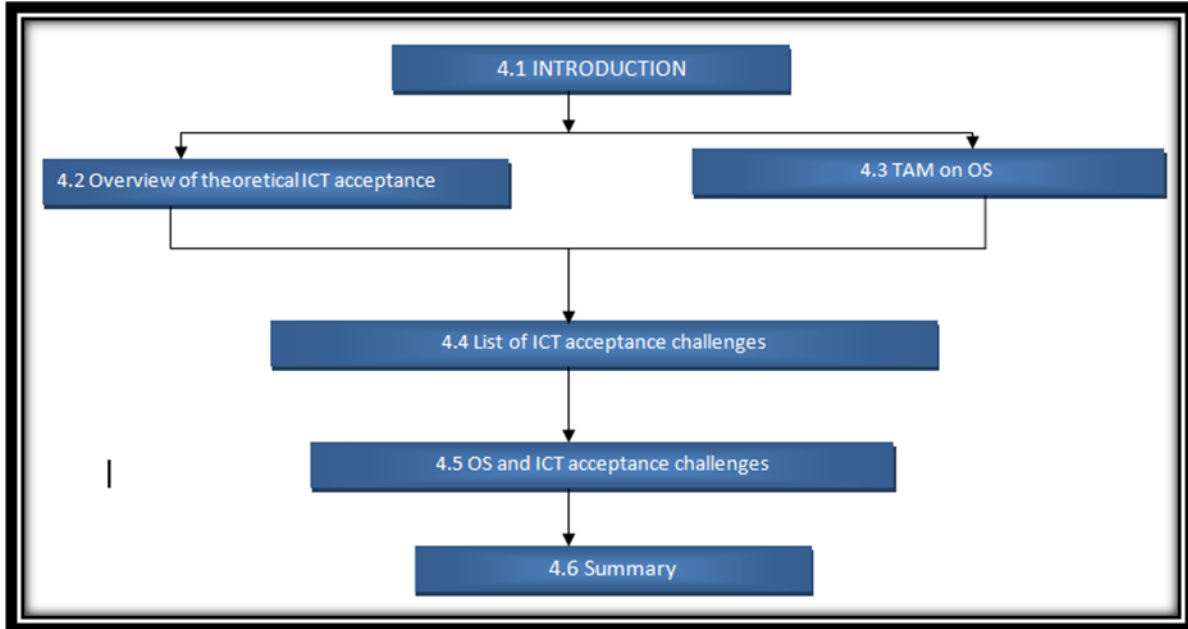 4.1 INTRODUCTION
4.2 Overview of theoretical ICT acceptance
4.3 TAM on OS
4.4 List of ICT acceptance challenges
4.5 OS and ICT acceptance challenges
4.6 Summary